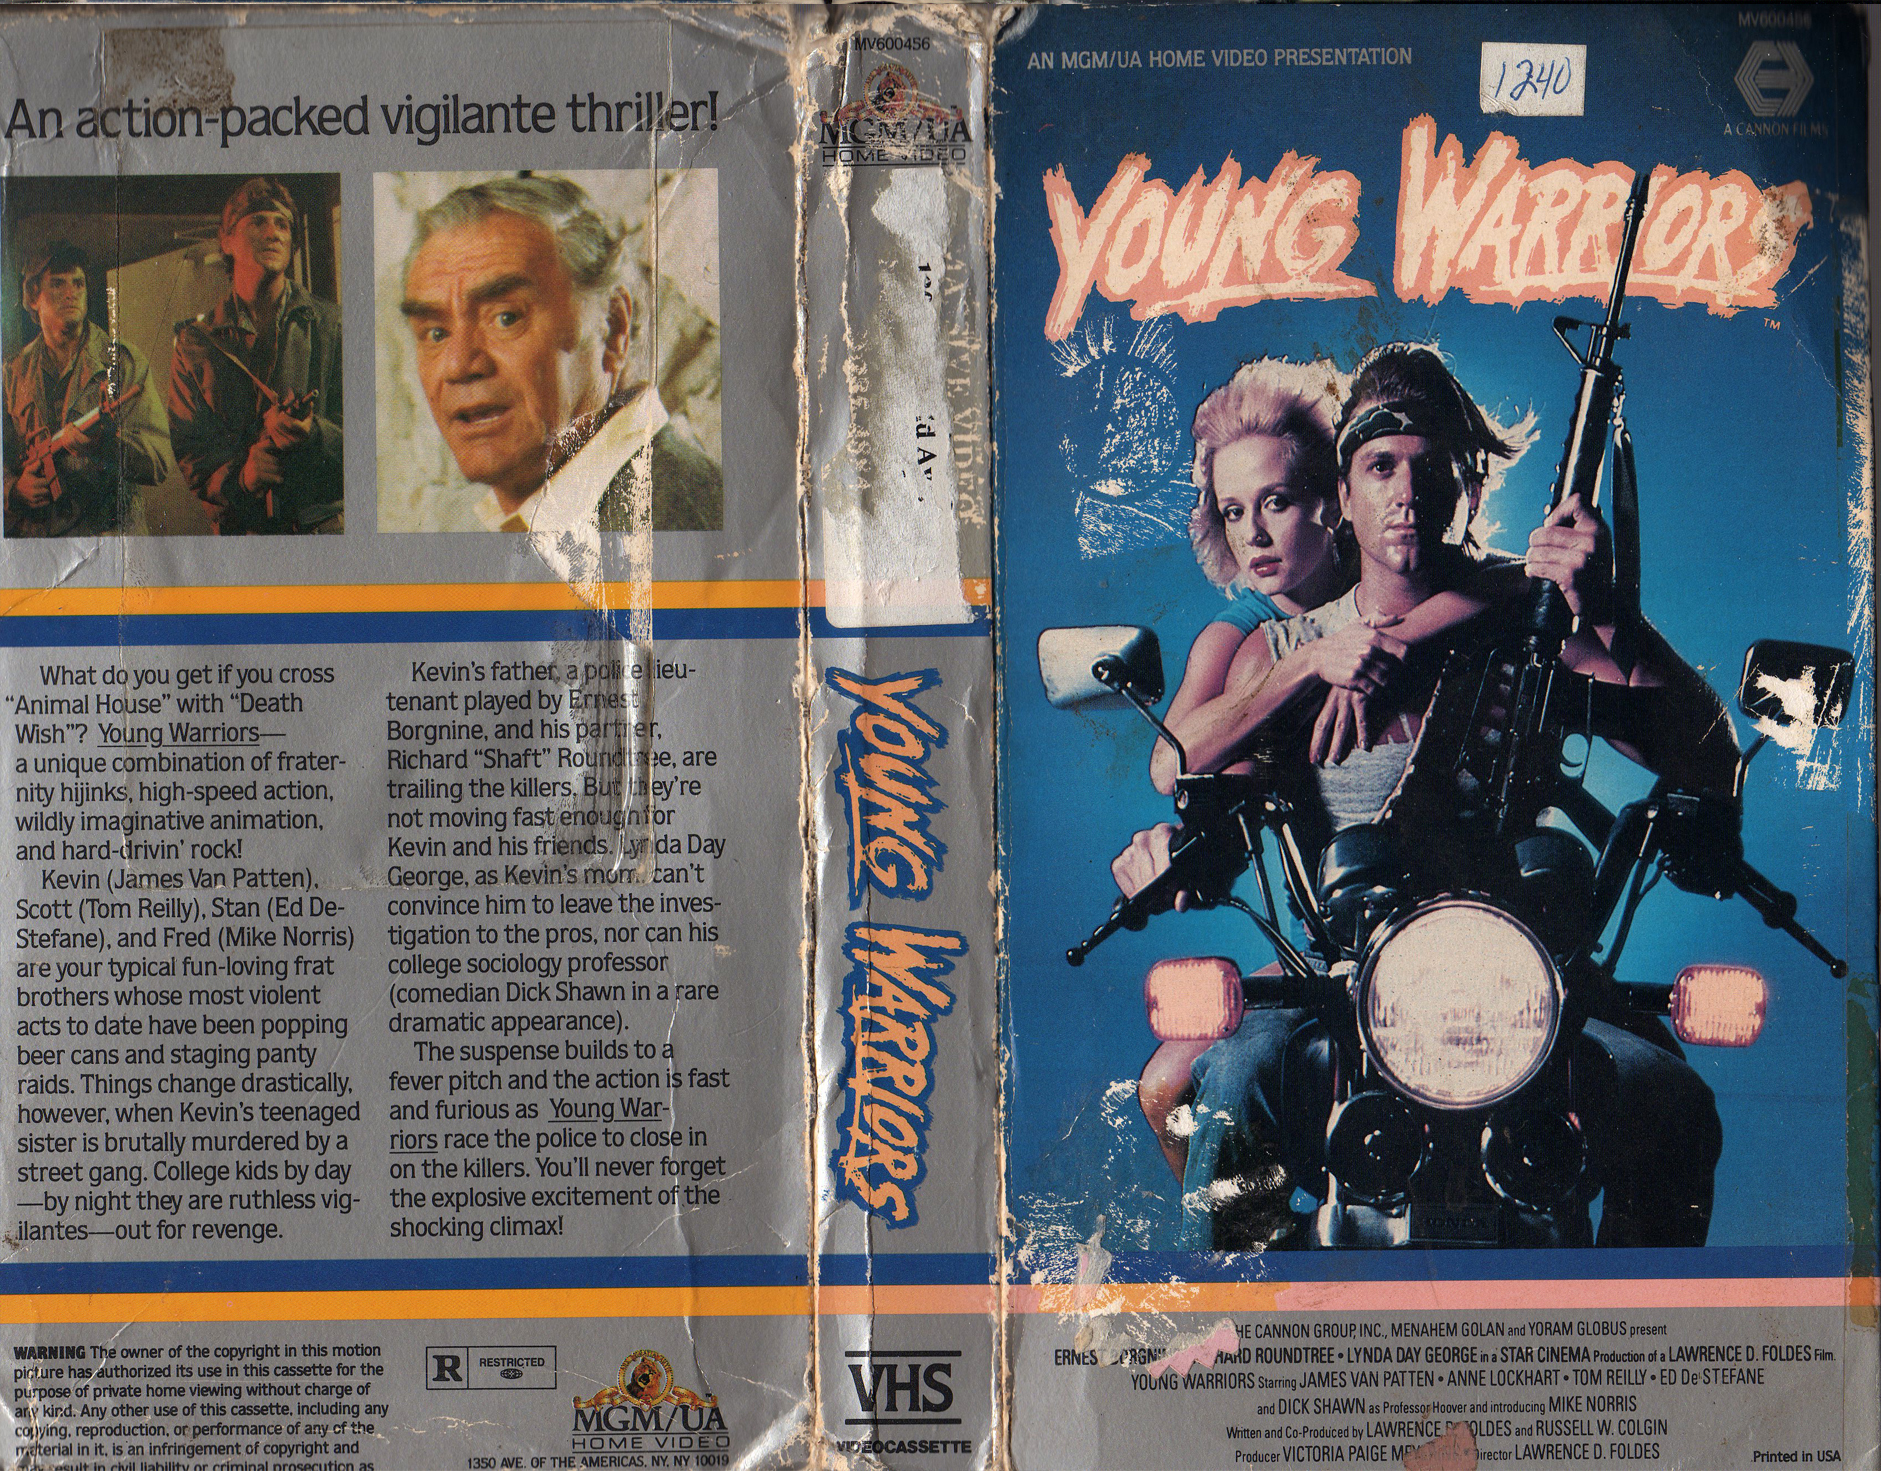 An action-packed vigilante thriller!
What do you get if you cross
“Animal House” with “Death
Wish”? Young Warriors—
a unique combination of frater-
nity hijinks, high-speed action,
wildly imaginative animation,
and hard-drivin’ rock!
Kevin (James Van Patten),
Scott (Tom Reilly), Stan (Ed De-
Stefane), and Fred (Mike Norris)
are your typical fun-loving frat
brothers whose most violent
acts to date have been popping
beer cans and staging panty
raids. Things change drastically,
however, when Kevin’s teenaged
sister is brutally murdered by a
street gang. College kids by day
—by night they are ruthless vig-
ilantes—out for revenge.
Kevin’s father, a police lieu-
tenant played by Ernest
Borgnine, and his partner,
Richard “Shaft” Roundtree, are
trailing the killers. But they’re
not moving fast enough for
Kevin and his friends. Lynda Day
George, as Kevin’s mom, can’t
convince him to leave the inves-
tigation to the pros, nor can his
college sociology professor
(comedian Dick Shawn in a rare
dramatic appearance).
The suspense builds to a
fever pitch and the action is fast
and furious as Young War-
riors race the police to close in
on the killers. You’ll never forget
the explosive excitement of the
shocking climax!
WARNING The owner of the copyright in this motion
picture has authorized its use in this cassette for the
purpose of private home viewing without charge of
any kind. Any other use of this cassette, including any
copying, reproduction, or performance of any of the
material in it, is an infringement of copyright and
may result in civil liability or criminal prosecution as
R RESTRICTED
MGM/UA
HOME VIDEO
1350 AVE. OF THE AMERICAS, NY, NY 10019
MV600456
MGM/UA
HOME VIDEO
YOUNG WARRIORS
VHS
VIDEOCASSETTE
MV600456
AN MGM/UA HOME VIDEO PRESENTATION
1240
A CANNON FILMS
YOUNG WARRIORS
TM
THE CANNON GROUP, INC., MENAHEM GOLAN and YORAM GLOBUS present
ERNEST BORGNINE RICHARD ROUNDTREE • LYNDA DAY GEORGE in a STAR CINEMA Production of a LAWRENCE D. FOLDES Film.
YOUNG WARRIORS Starring JAMES VAN PATTEN • ANNE LOCKHART • TOM REILLY • ED De STEFANE
and DICK SHAWN as Professor Hoover and introducing MIKE NORRIS
Written and Co-Produced by LAWRENCE D. FOLDES and RUSSELL W. COLGIN
Producer VICTORIA PAIGE Director LAWRENCE D. FOLDES
Printed in USA